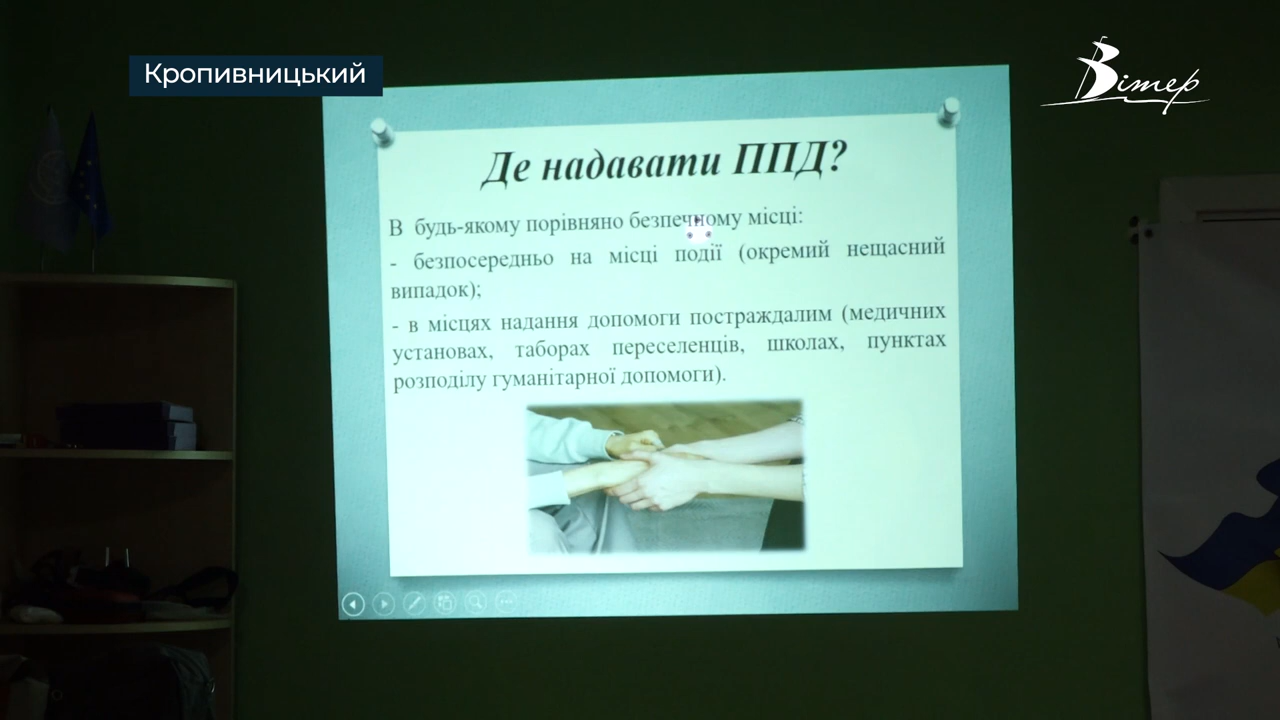 Кропивницький
Вітер
Де надавати ППД?
В будь-якому порівняно безпечному місці:
- безпосередньо на місці події (окремий нещасний
випадок);
- в місцях надання допомоги постраждалим (медичних
установах, таборах переселенців, школах, пунктах
розподілу гуманітарної допомоги).